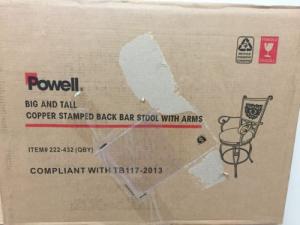 Powell.
BIG AND TALL
COPPER STAMPED BACK BAR STOOL WITH ARMS
ITEM# 222-432 (QBY)
COMPLIANT WITH TB117-2013